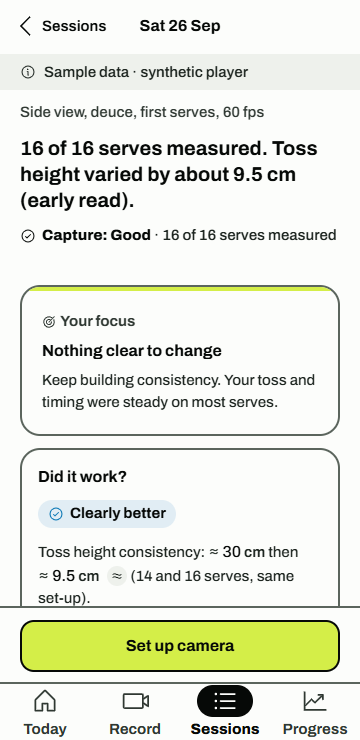 Sessions
Sat 26 Sep
Sample data · synthetic player
Side view, deuce, first serves, 60 fps
16 of 16 serves measured. Toss
height varied by about 9.5 cm
(early read).
Capture: Good · 16 of 16 serves measured
Your focus
Nothing clear to change
Keep building consistency. Your toss and
timing were steady on most serves.
Did it work?
Clearly better
Toss height consistency: ≈ 30 cm then
≈ 9.5 cm ≈ (14 and 16 serves, same
set-up).
Set up camera
Today
Record
Sessions
Progress